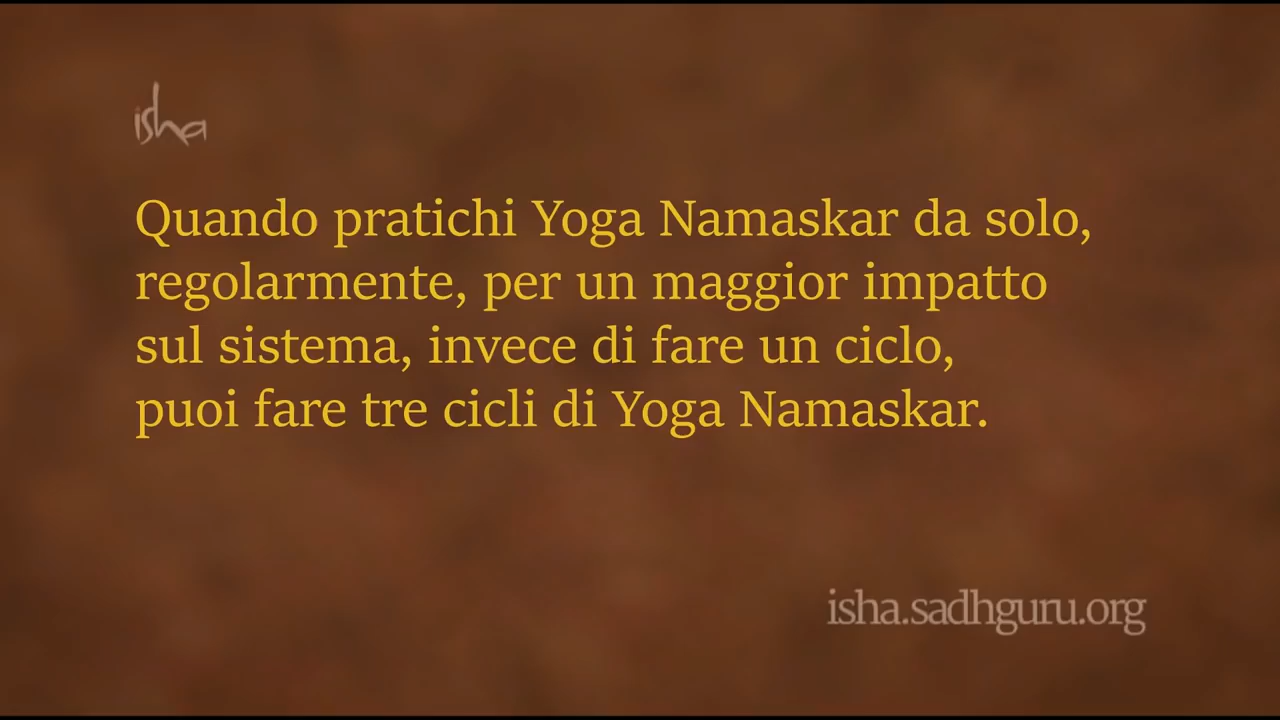 isha
Quando pratichi Yoga Namaskar da solo,
regolarmente, per un maggior impatto
sul sistema, invece di fare un ciclo,
puoi fare tre cicli di Yoga Namaskar.
isha.sadhguru.org